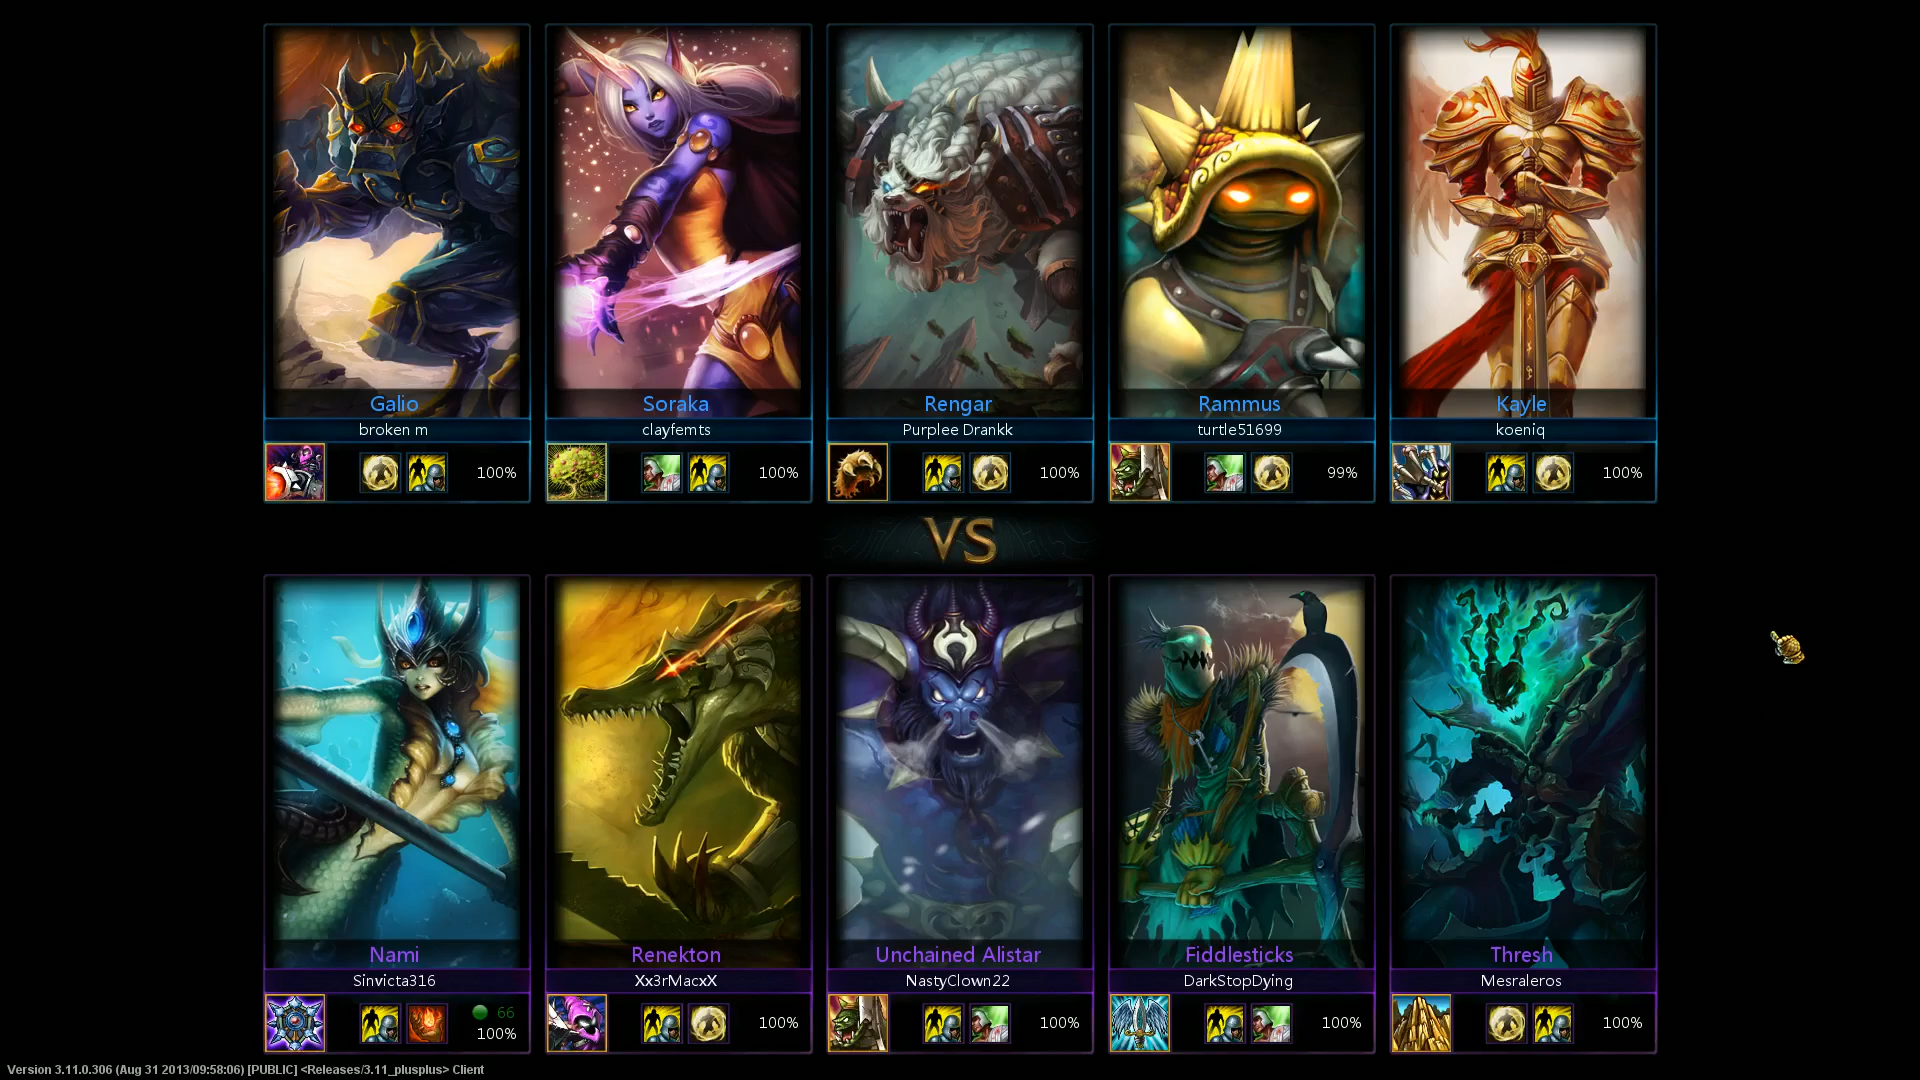 Galio
broken m
100%
Soraka
clayfemts
100%
Rengar
Purplee Drankk
100%
Rammus
turtle51699
99%
Kayle
koeniq
100%
VS
Nami
Sinvicta316
66
100%
Renekton
Xx3rMacxX
100%
Unchained Alistar
NastyClown22
100%
Fiddlesticks
DarkStopDying
100%
Thresh
Mesraleros
100%
Version 3.11.0.306 (Aug 31 2013/09:58:06) [PUBLIC] <Releases/3.11_plusplus> Client